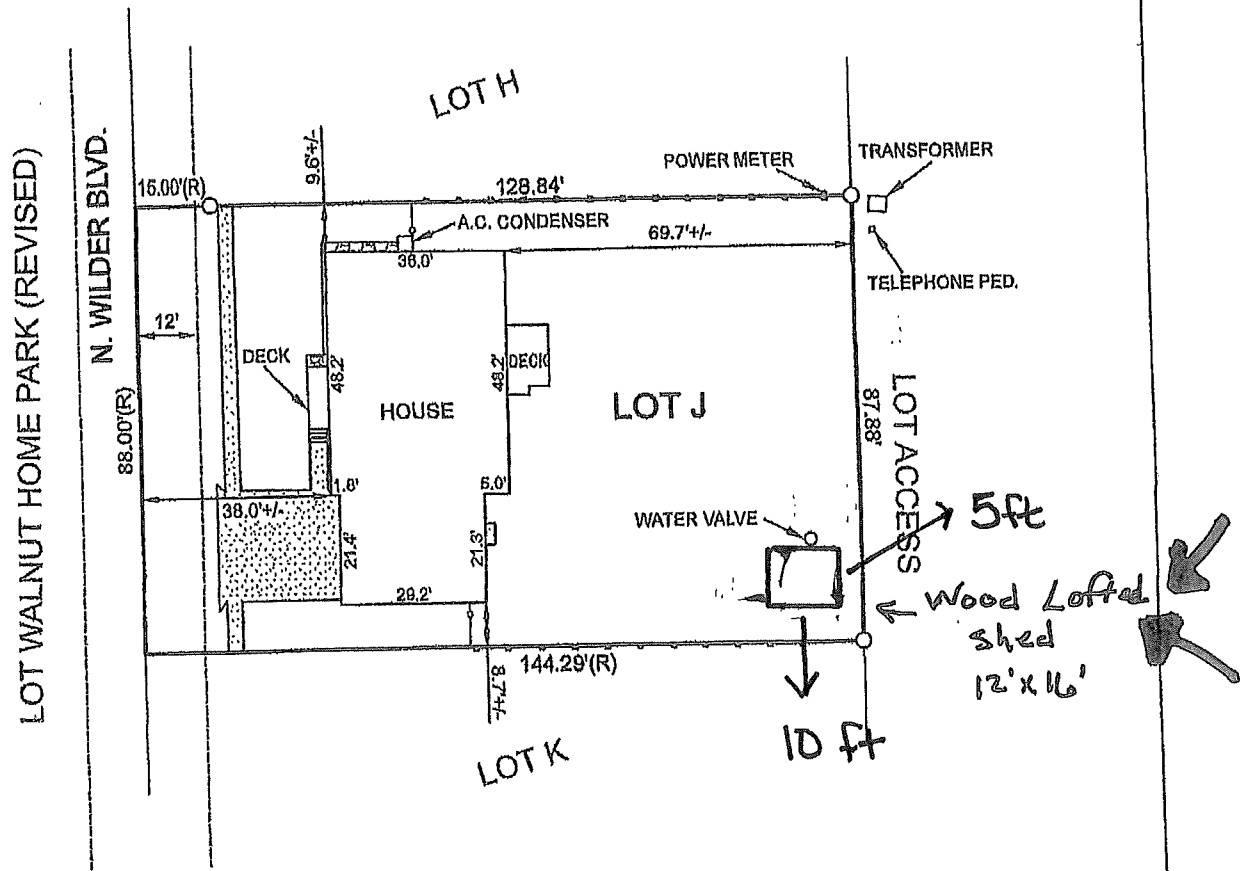 LOT WALNUT HOME PARK (REVISED)
N. WILDER BLVD.
LOT H
15.00'(R)
9.6'+/-
128.84'
POWER METER
TRANSFORMER
A.C. CONDENSER
69.7'+/-
36.0'
TELEPHONE PED.
12'
DECK
48.2'
48.2'
DECK
HOUSE
LOT J
LOT ACCESS
87.88'
88.00'(R)
1.8'
38.0'+/-
6.0'
WATER VALVE
5ft
21.4'
21.3'
29.2'
Wood Lofted
shed
12'x16'
144.29'(R)
8.7'+/-
10 ft
LOT K